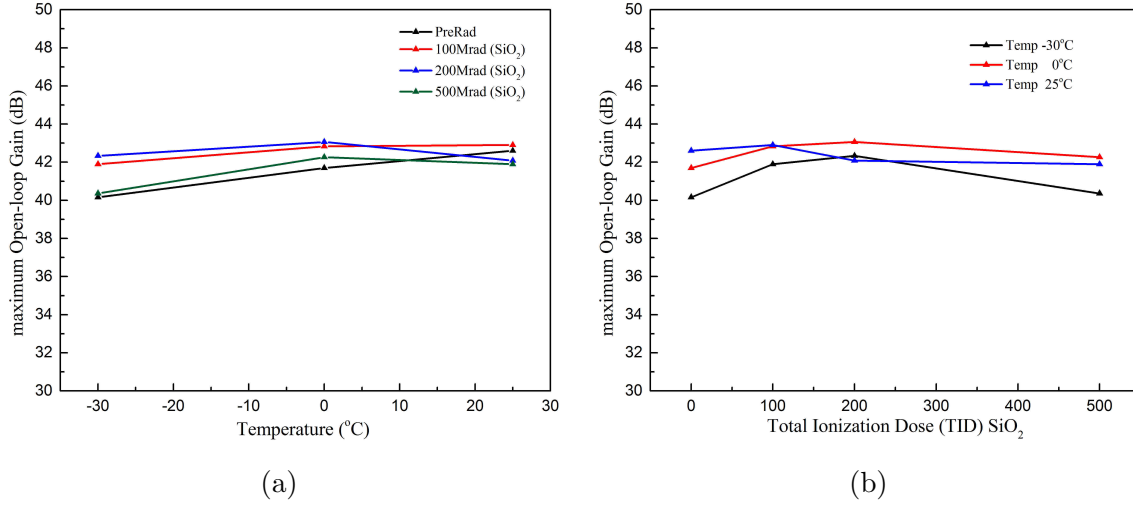 50
48
46
44
42
40
38
36
34
32
30
maximum Open-loop Gain (dB)
PreRad
100Mrad (SiO₂)
200Mrad (SiO₂)
500Mrad (SiO₂)
-30 -20 -10 0 10 20 30
Temperature (°C)
(a)
50
48
46
44
42
40
38
36
34
32
30
maximum Open-loop Gain (dB)
Temp -30°C
Temp 0°C
Temp 25°C
0 100 200 300 400 500
Total Ionization Dose (TID) SiO₂
(b)